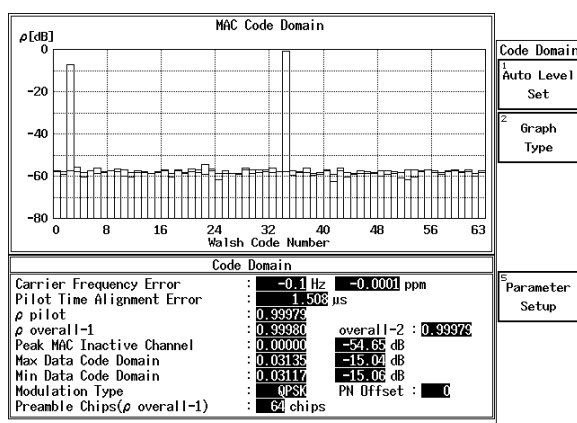 MAC Code Domain
ρ[dB]
0
-20
-40
-60
-80
0 8 16 24 32 40 48 56 63
Walsh Code Number
Code Domain
Carrier Frequency Error : -0.1 Hz -0.0001 ppm
Pilot Time Alignment Error : 1.508 µs
ρ pilot : 0.99979
ρ overall-1 : 0.99980 overall-2 : 0.99979
Peak MAC Inactive Channel : 0.00000 -54.65 dB
Max Data Code Domain : 0.03135 -15.04 dB
Min Data Code Domain : 0.03117 -15.06 dB
Modulation Type : QPSK PN Offset : 0
Preamble Chips(ρ overall-1) : 64 chips
Code Domain
1
Auto Level
Set
2
Graph
Type
5
Parameter
Setup